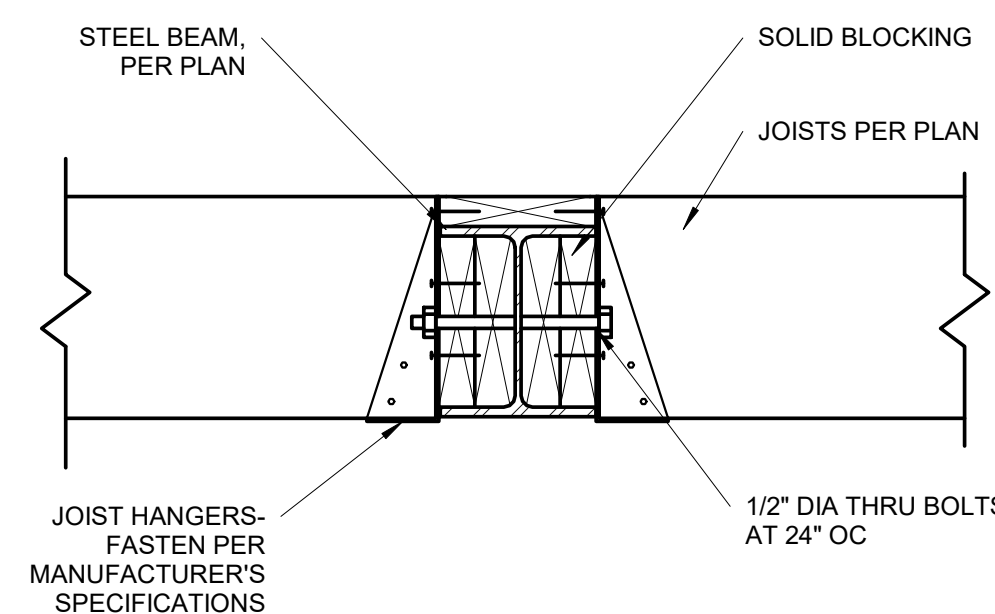 STEEL BEAM,
PER PLAN
SOLID BLOCKING
JOISTS PER PLAN
JOIST HANGERS-
FASTEN PER
MANUFACTURER'S
SPECIFICATIONS
1/2" DIA THRU BOLTS
AT 24" OC